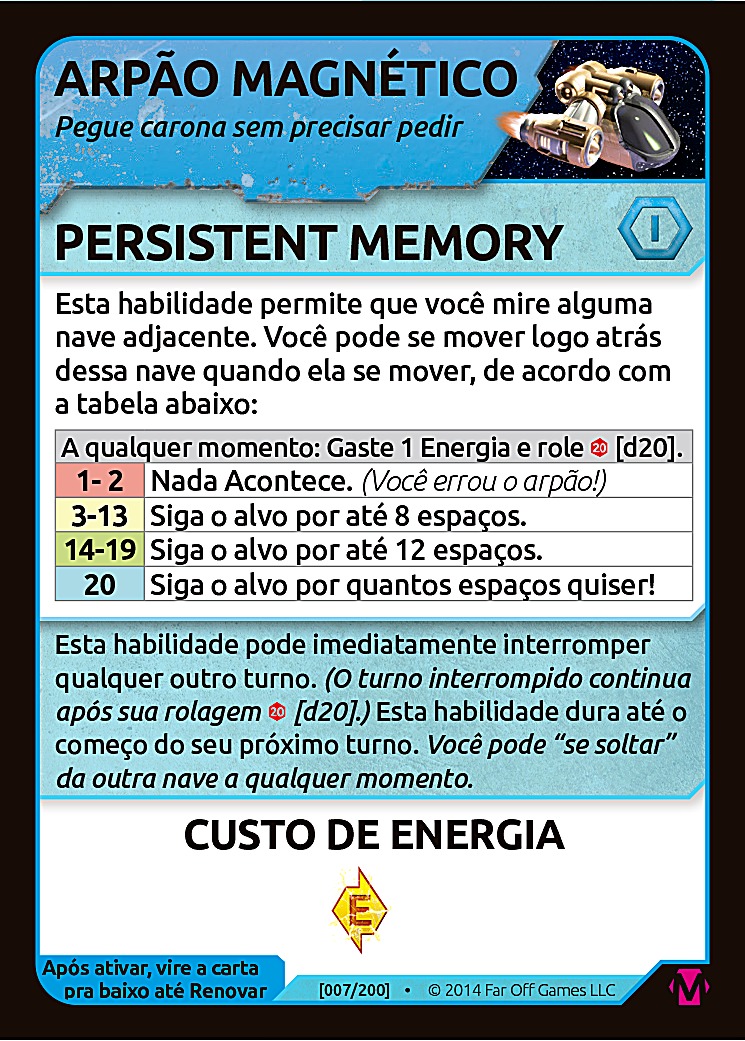 ARPÃO MAGNÉTICO
Pegue carona sem precisar pedir
PERSISTENT MEMORY
I
Esta habilidade permite que você mire alguma
nave adjacente. Você pode se mover logo atrás
dessa nave quando ela se mover, de acordo com
a tabela abaixo:
A qualquer momento: Gaste 1 Energia e role 20 [d20].
1- 2 Nada Acontece. (Você errou o arpão!)
3-13 Siga o alvo por até 8 espaços.
14-19 Siga o alvo por até 12 espaços.
20 Siga o alvo por quantos espaços quiser!
Esta habilidade pode imediatamente interromper
qualquer outro turno. (O turno interrompido continua
após sua rolagem 20 [d20].) Esta habilidade dura até o
começo do seu próximo turno. Você pode “se soltar”
da outra nave a qualquer momento.
CUSTO DE ENERGIA
E
Após ativar, vire a carta
pra baixo até Renovar
[007/200] • © 2014 Far Off Games LLC
M